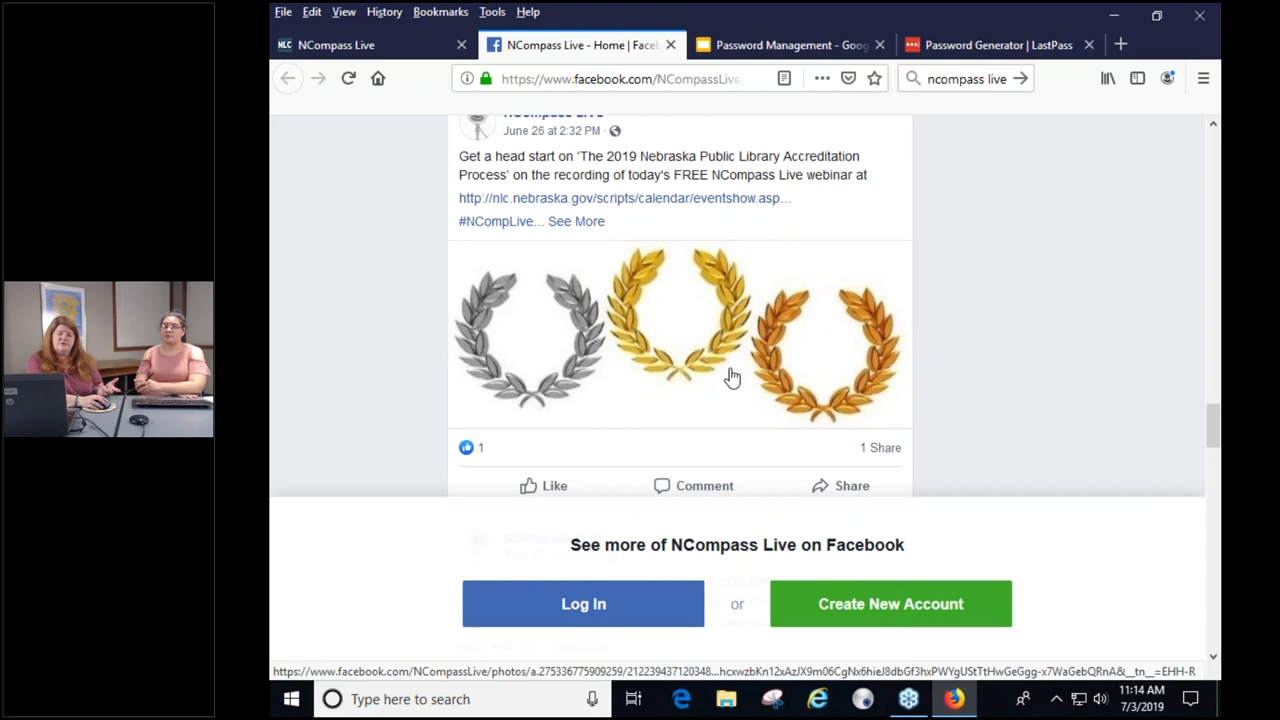 File Edit View History Bookmarks Tools Help
NLC NCompass Live
NCompass Live - Home | Faceb
Password Management - Goog
Password Generator | LastPass
https://www.facebook.com/NCompassLive
ncompass live
NCompass Live
June 26 at 2:32 PM
Get a head start on 'The 2019 Nebraska Public Library Accreditation
Process' on the recording of today's FREE NCompass Live webinar at
http://nlc.nebraska.gov/scripts/calendar/eventshow.asp...
#NCompLive... See More
1
1 Share
Like
Comment
Share
See more of NCompass Live on Facebook
Log In
or
Create New Account
Type here to search
11:14 AM
7/3/2019